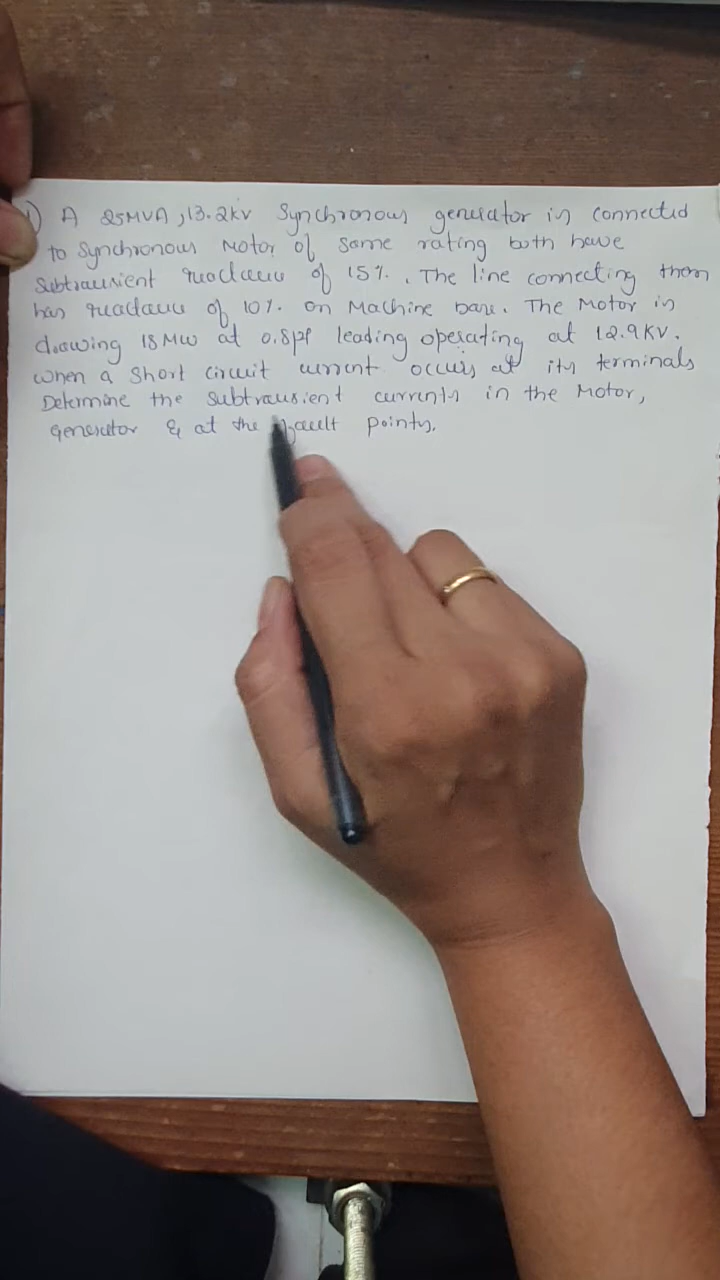 1) A 25MVA, 13.2KV Synchronous generator is connected
to Synchronous Motor of Same rating both have
Subtransient reactance of 15%. The line connecting them
has reactance of 10% on Machine base. The Motor is
drawing 18MW at 0.8pf leading operating at 12.9KV.
when a Short circuit current occurs at its terminals
Determine the Subtransient currents in the Motor,
generator & at the fault points.